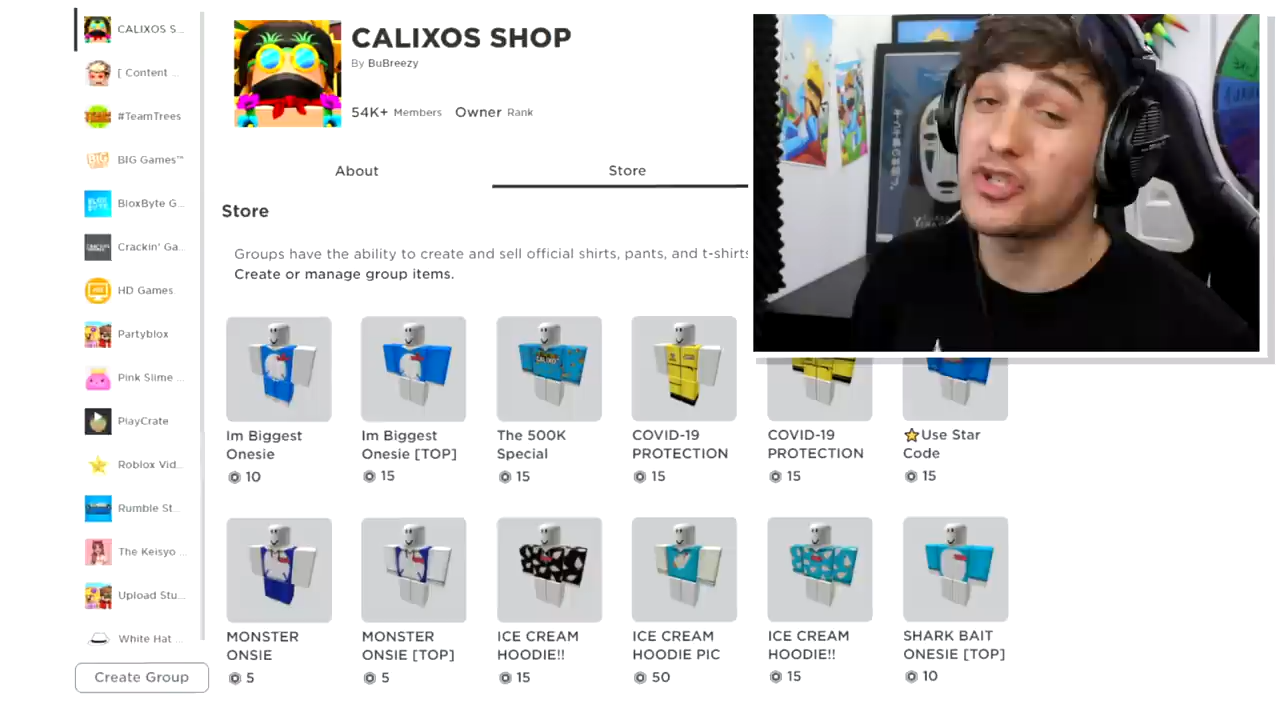 CALIXOS S...
[ Content ...
#TeamTrees
BIG Games™
BloxByte G...
Crackin' Ga...
HD Games
Partyblox
Pink Slime ...
PlayCrate
Roblox Vid...
Rumble St...
The Keisyo ...
Upload Stu...
White Hat ...
Create Group
CALIXOS SHOP
By BuBreezy
54K+ Members Owner Rank
About
Store
Store
Groups have the ability to create and sell official shirts, pants, and t-shirts
Create or manage group items.
Im Biggest
Onesie
10
Im Biggest
Onesie [TOP]
15
The 500K
Special
15
COVID-19
PROTECTION
15
COVID-19
PROTECTION
15
⭐Use Star
Code
15
MONSTER
ONSIE
5
MONSTER
ONSIE [TOP]
5
ICE CREAM
HOODIE!!
15
ICE CREAM
HOODIE PIC
50
ICE CREAM
HOODIE!!
15
SHARK BAIT
ONESIE [TOP]
10